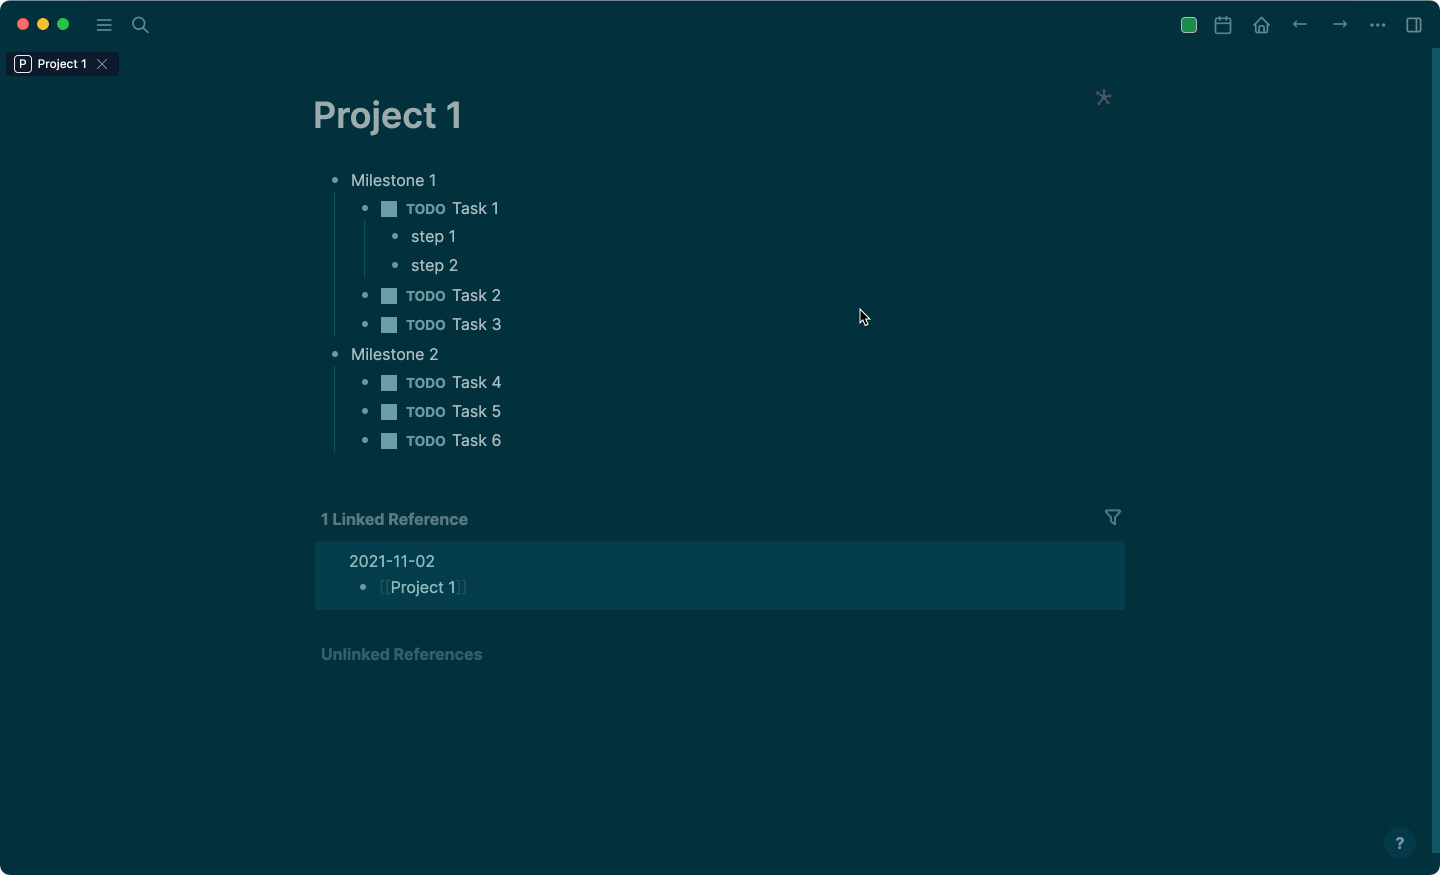 P Project 1
Project 1
Milestone 1
TODO Task 1
step 1
step 2
TODO Task 2
TODO Task 3
Milestone 2
TODO Task 4
TODO Task 5
TODO Task 6
1 Linked Reference
2021-11-02
[[Project 1]]
Unlinked References
?